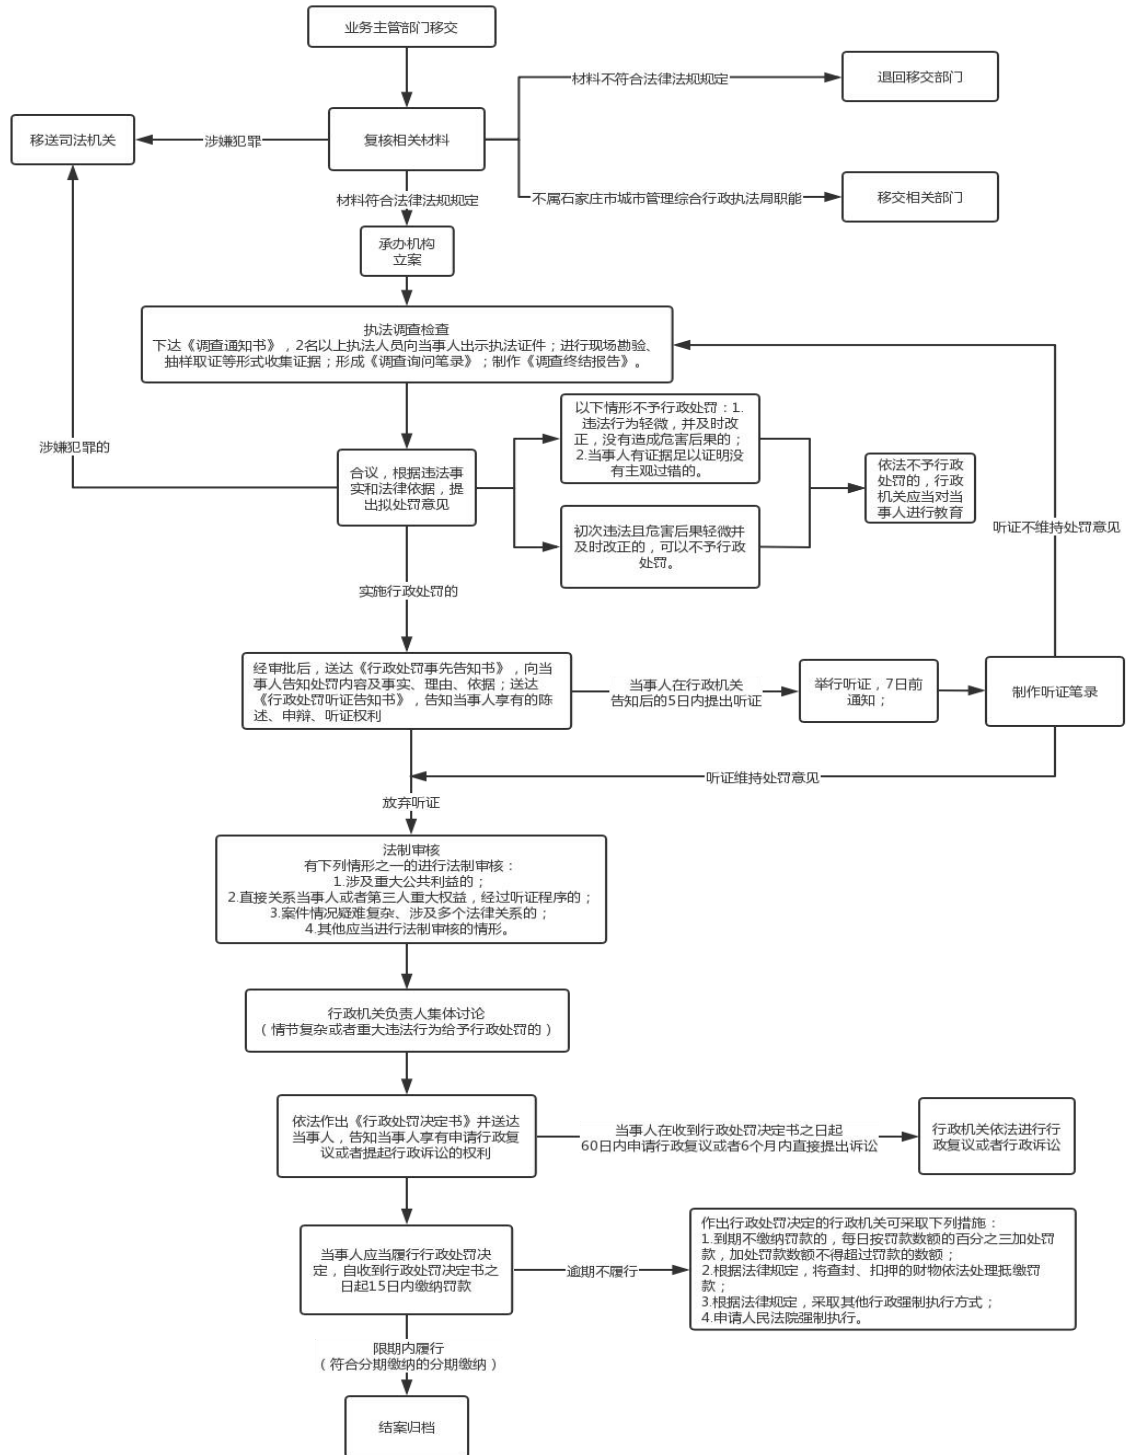 业务主管部门移交
材料不符合法律法规规定
退回移交部门
移送司法机关
涉嫌犯罪
复核相关材料
不属石家庄市城市管理综合行政执法局职能
移交相关部门
材料符合法律法规规定
承办机构
立案
执法调查检查
下达《调查通知书》，2名以上执法人员向当事人出示执法证件；进行现场勘验、
抽样取证等形式收集证据；形成《调查询问笔录》；制作《调查终结报告》。
涉嫌犯罪的
合议，根据违法事
实和法律依据，提
出拟处罚意见
以下情形不予行政处罚：1.
违法行为轻微，并及时改
正，没有造成危害后果的；
2.当事人有证据足以证明没
有主观过错的。
初次违法且危害后果轻微并
及时改正的，可以不予行政
处罚。
依法不予行政
处罚的，行政
机关应当对当
事人进行教育
听证不维持处罚意见
实施行政处罚的
经审批后，送达《行政处罚事先告知书》，向当
事人告知处罚内容及事实、理由、依据；送达
《行政处罚听证告知书》，告知当事人享有的陈
述、申辩、听证权利
当事人在行政机关
告知后的5日内提出听证
举行听证，7日前
通知；
制作听证笔录
听证维持处罚意见
放弃听证
法制审核
有下列情形之一的进行法制审核：
1.涉及重大公共利益的；
2.直接关系当事人或者第三人重大权益，经过听证程序的；
3.案件情况疑难复杂、涉及多个法律关系的；
4.其他应当进行法制审核的情形。
行政机关负责人集体讨论
（情节复杂或者重大违法行为给予行政处罚的）
依法作出《行政处罚决定书》并送达
当事人，告知当事人享有申请行政复
议或者提起行政诉讼的权利
当事人在收到行政处罚决定书之日起
60日内申请行政复议或者6个月内直接提出诉讼
行政机关依法进行行
政复议或者行政诉讼
当事人应当履行行政处罚决
定，自收到行政处罚决定书之
日起15日内缴纳罚款
逾期不履行
作出行政处罚决定的行政机关可采取下列措施：
1.到期不缴纳罚款的，每日按罚款数额的百分之三加处罚
款，加处罚款数额不得超过罚款的数额；
2.根据法律规定，将查封、扣押的财物依法处理抵缴罚
款；
3.根据法律规定，采取其他行政强制执行方式；
4.申请人民法院强制执行。
限期内履行
（符合分期缴纳的分期缴纳）
结案归档